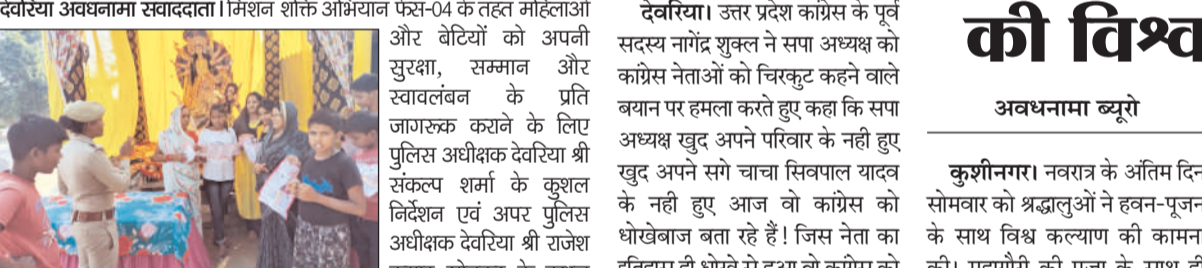 देवरिया अवधनामा संवाददाता। मिशन शक्ति अभियान फेस-04 के तहत महिलाओं
और बेटियों को अपनी
सुरक्षा, सम्मान और
स्वावलंबन के प्रति
जागरूक कराने के लिए
पुलिस अधीक्षक देवरिया श्री
संकल्प शर्मा के कुशल
निर्देशन एवं अपर पुलिस
अधीक्षक देवरिया श्री राजेश
देवरिया। उत्तर प्रदेश कांग्रेस के पूर्व
सदस्य नागेंद्र शुक्ल ने सपा अध्यक्ष को
कांग्रेस नेताओं को चिरकुट कहने वाले
बयान पर हमला करते हुए कहा कि सपा
अध्यक्ष खुद अपने परिवार के नही हुए
खुद अपने सगे चाचा सिवपाल यादव
के नही हुए आज वो कांग्रेस को
धोखेबाज बता रहे हैं! जिस नेता का
इतिहास ही धोखे से हुआ वो कांग्रेस को
की विश्व
अवधनामा ब्यूरो
कुशीनगर। नवरात्र के अंतिम दिन
सोमवार को श्रद्धालुओं ने हवन-पूजन
के साथ विश्व कल्याण की कामन
की। महागौरी की पूजा के साथ